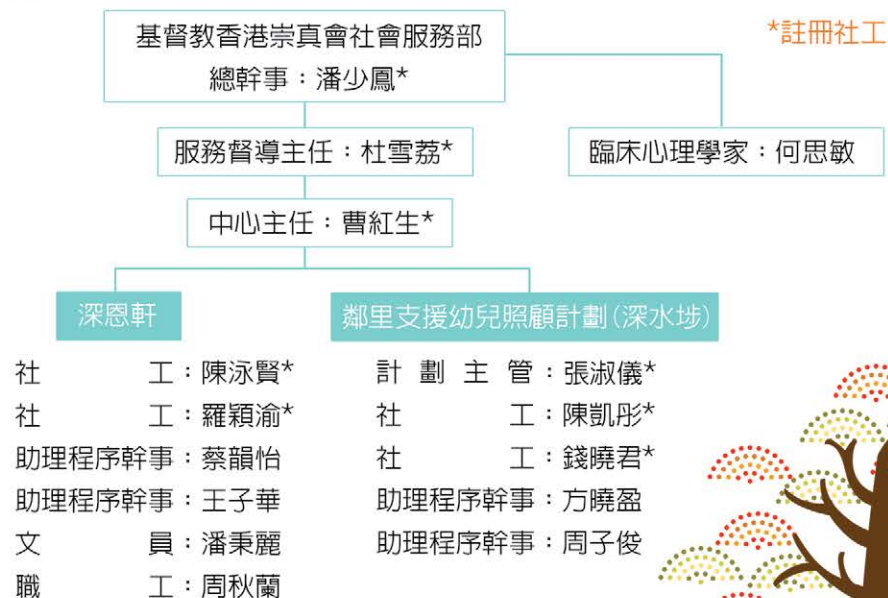 *註冊社工
基督教香港崇真會社會服務部
總幹事：潘少鳳*
服務督導主任：杜雪荔*
臨床心理學家：何思敏
中心主任：曹紅生*
深恩軒
社工：陳泳賢*
社工：羅穎渝*
助理程序幹事：蔡韻怡
助理程序幹事：王子華
文員：潘秉麗
職工：周秋蘭
鄰里支援幼兒照顧計劃(深水埗)
計劃主管：張淑儀*
社工：陳凱彤*
社工：錢曉君*
助理程序幹事：方曉盈
助理程序幹事：周子俊